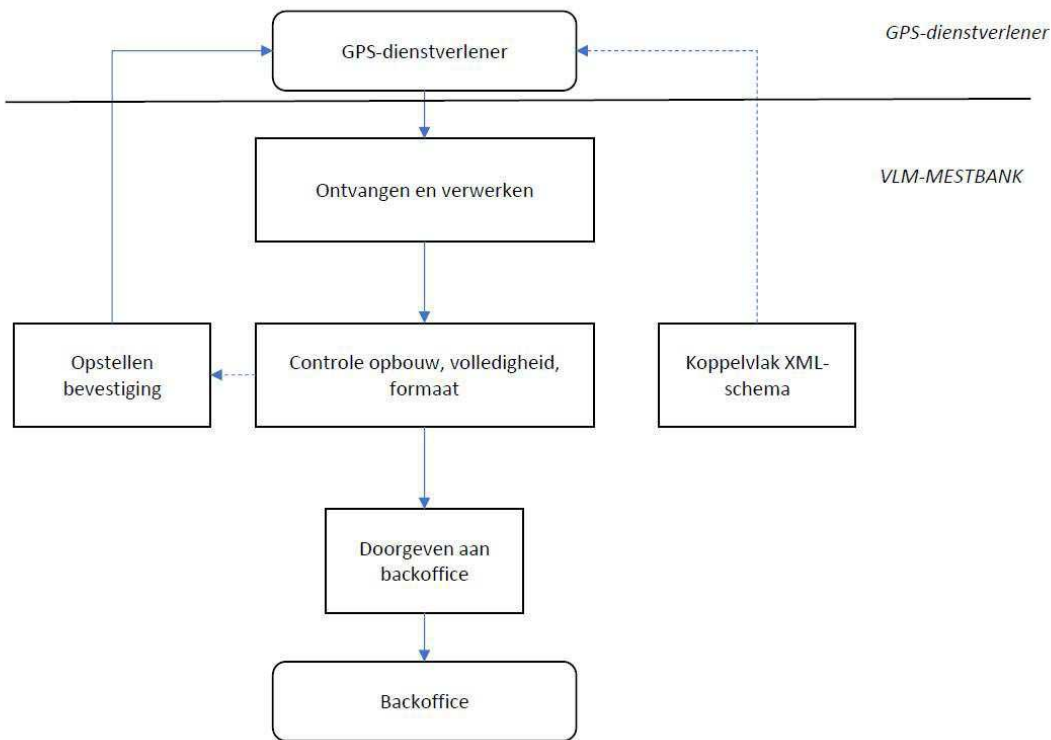 GPS-dienstverlener
GPS-dienstverlener
Ontvangen en verwerken
VLM-MESTBANK
Opstellen
bevestiging
Controle opbouw, volledigheid,
formaat
Koppelvlak XML-
schema
Doorgeven aan
backoffice
Backoffice